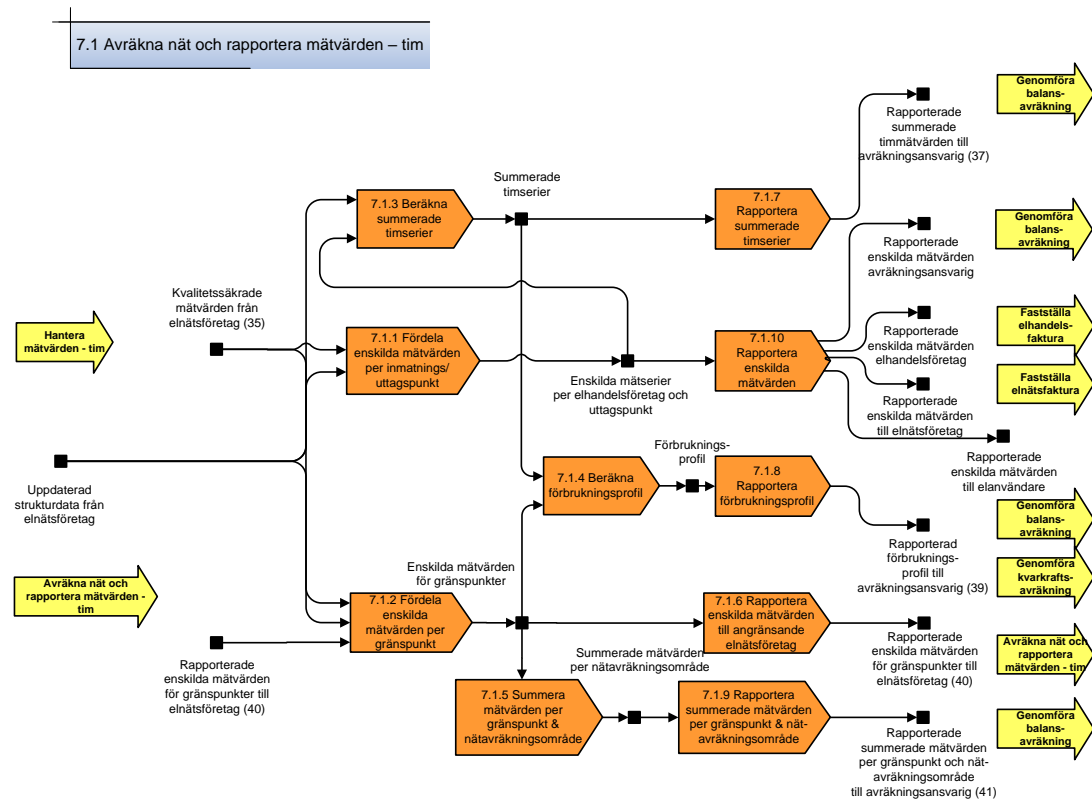 7.1 Avräkna nät och rapportera mätvärden – tim
Genomföra
balans-
avräkning
Rapporterade
summerade
timmätvärden till
avräkningsansvarig (37)
Summerade
timserier
7.1.3 Beräkna
summerade
timserier
7.1.7
Rapportera
summerade
timserier
Genomföra
balans-
avräkning
Rapporterade
enskilda mätvärden
avräkningsansvarig
Kvalitetssäkrade
mätvärden från
elnätsföretag (35)
Hantera
mätvärden - tim
7.1.1 Fördela
enskilda mätvärden
per inmatnings/
uttagspunkt
Enskilda mätserier
per elhandelsföretag och
uttagspunkt
7.1.10
Rapportera
enskilda
mätvärden
Rapporterade
enskilda mätvärden
elhandelsföretag
Fastställa
elhandels-
faktura
Rapporterade
enskilda mätvärden
till elnätsföretag
Fastställa
elnätsfaktura
Rapporterade
enskilda mätvärden
till elanvändare
Uppdaterad
strukturdata från
elnätsföretag
7.1.4 Beräkna
förbrukningsprofil
Förbruknings-
profil
7.1.8
Rapportera
förbrukningsprofil
Rapporterad
förbruknings-
profil till
avräkningsansvarig (39)
Genomföra
balans-
avräkning
Genomföra
kvarkrafts-
avräkning
Avräkna nät och
rapportera mätvärden -
tim
Enskilda mätvärden
för gränspunkter
7.1.2 Fördela
enskilda
mätvärden per
gränspunkt
7.1.6 Rapportera
enskilda mätvärden
till angränsande
elnätsföretag
Rapporterade
enskilda mätvärden
för gränspunkter till
elnätsföretag (40)
Avräkna nät och
rapportera
mätvärden - tim
Rapporterade
enskilda mätvärden
för gränspunkter till
elnätsföretag (40)
Summerade mätvärden
per nätavräkningsområde
7.1.5 Summera
mätvärden per
gränspunkt &
nätavräkningsområde
7.1.9 Rapportera
summerade mätvärden
per gränspunkt & nät-
avräkningsområde
Rapporterade
summerade mätvärden
per gränspunkt och nät-
avräkningsområde
till avräkningsansvarig (41)
Genomföra
balans-
avräkning